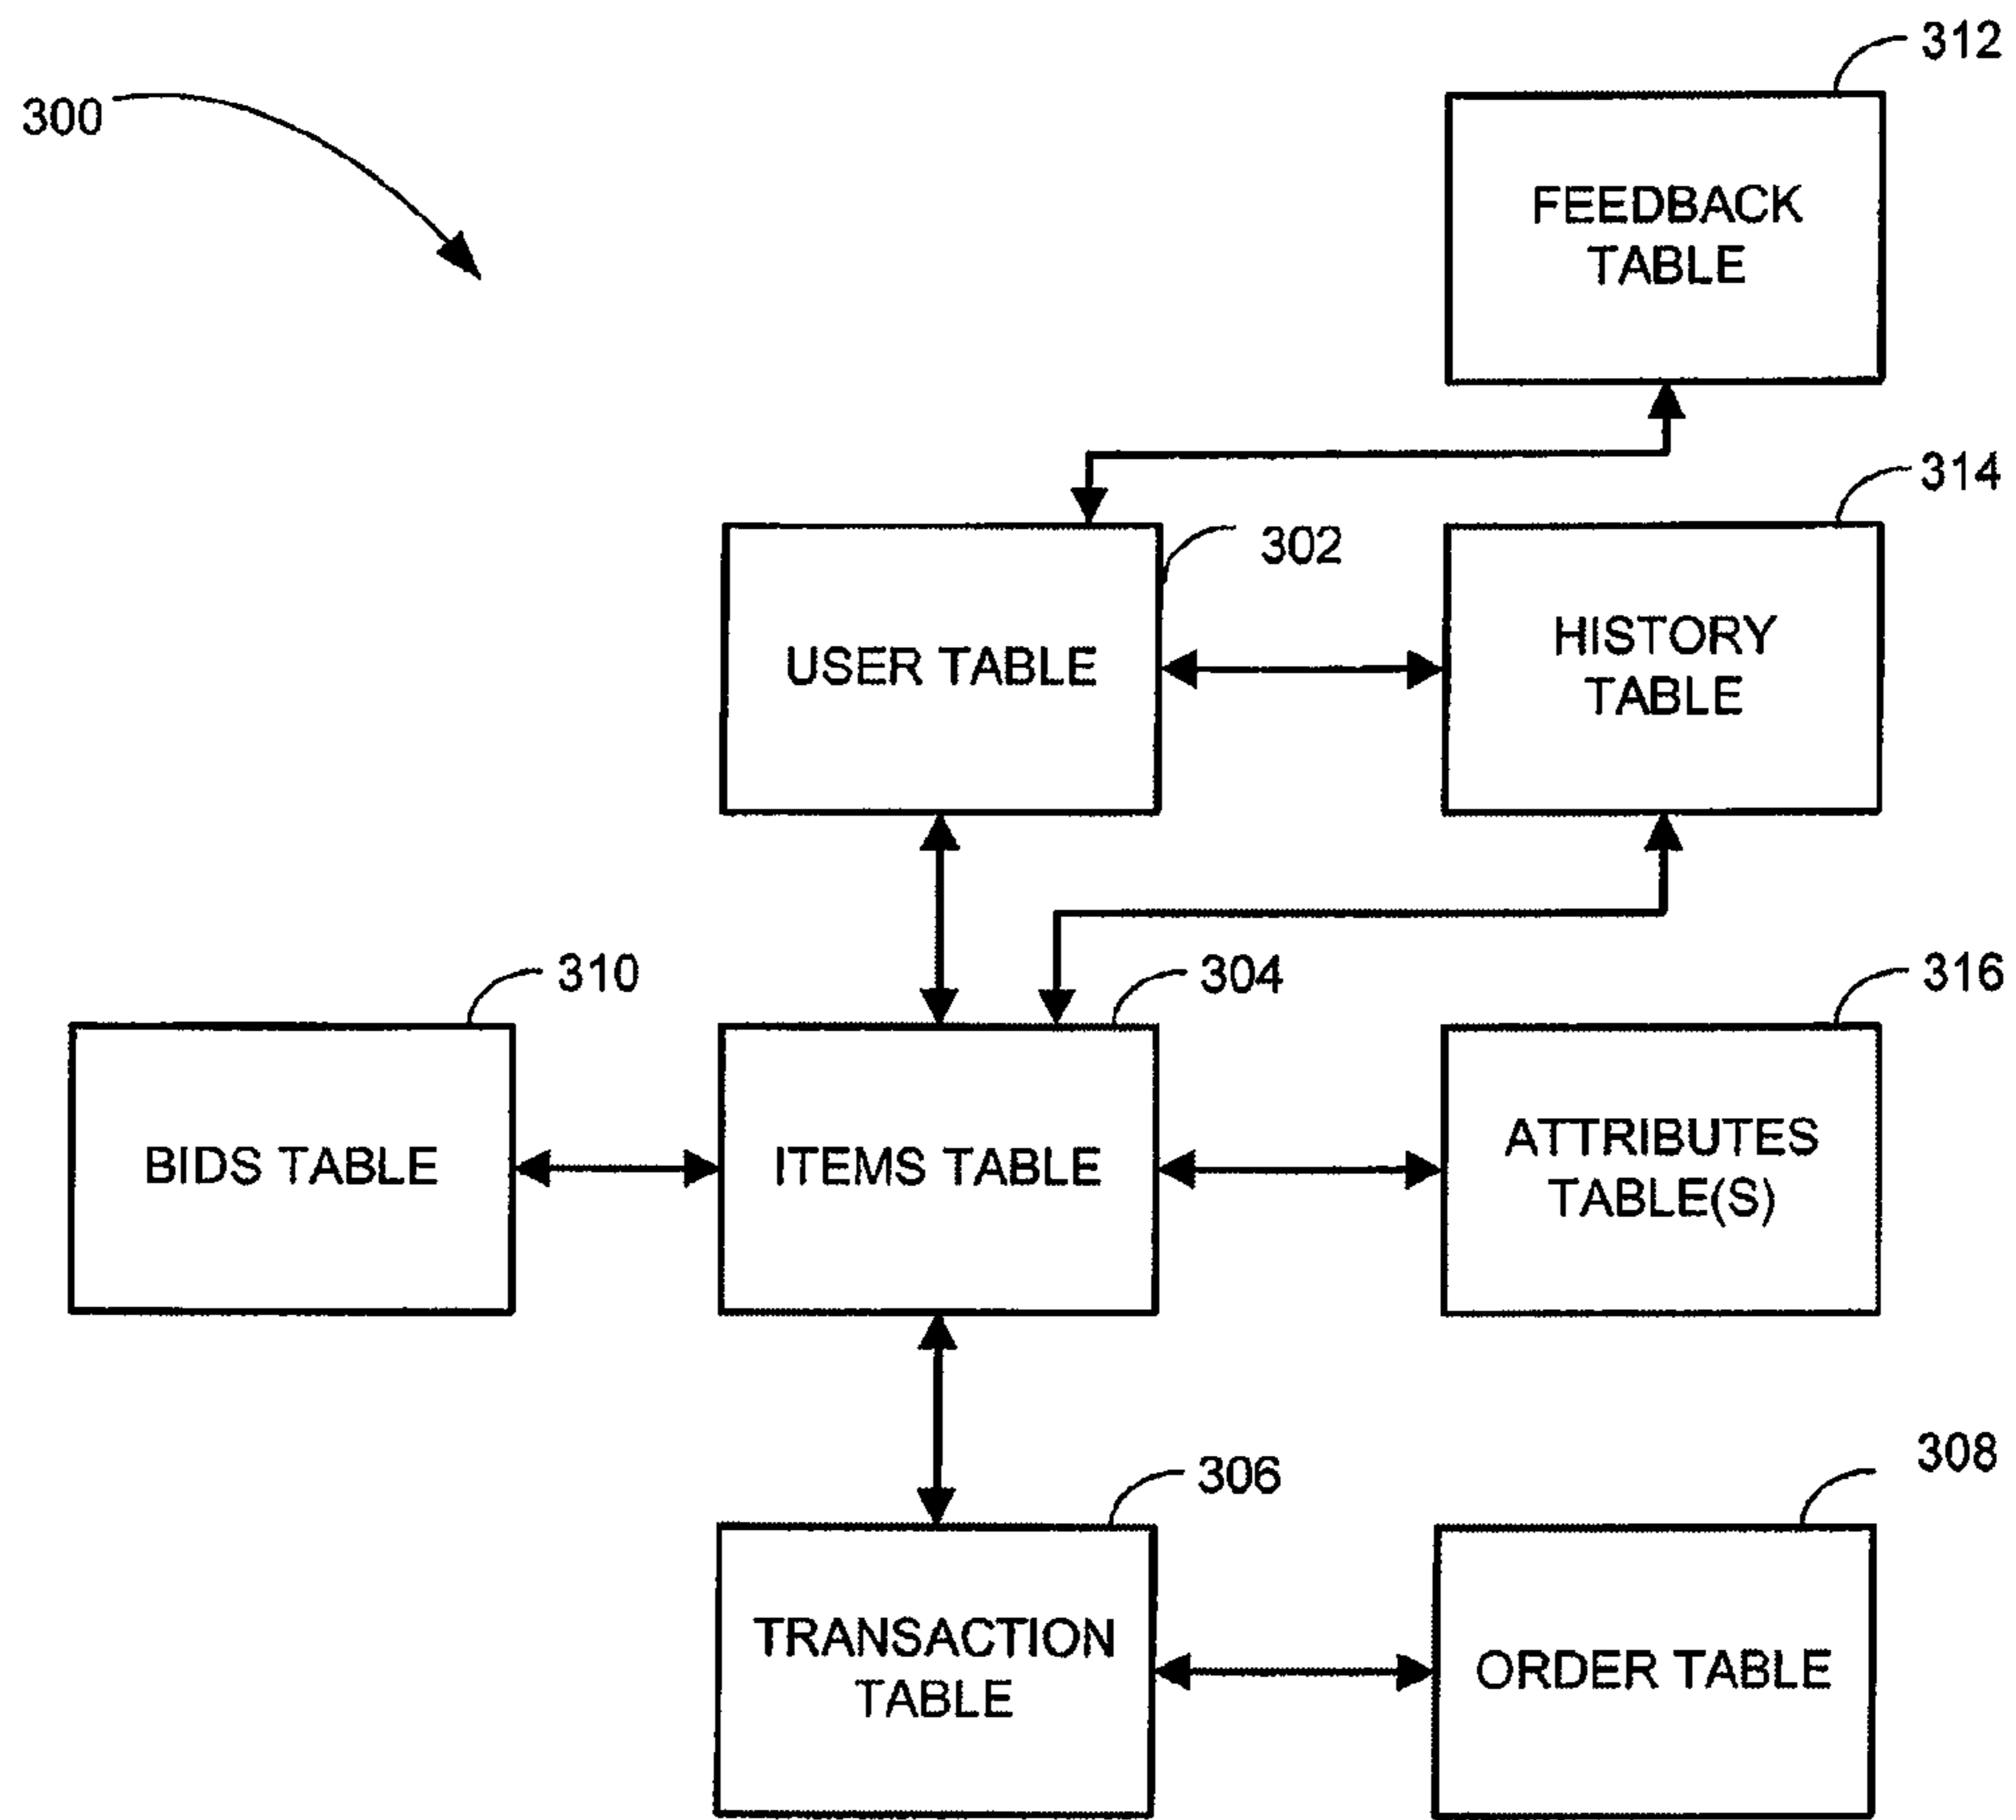 312
300
FEEDBACK
TABLE
314
302
HISTORY
TABLE
USER TABLE
310
304
316
BIDS TABLE
ITEMS TABLE
ATTRIBUTES
TABLE(S)
306
308
TRANSACTION
TABLE
ORDER TABLE